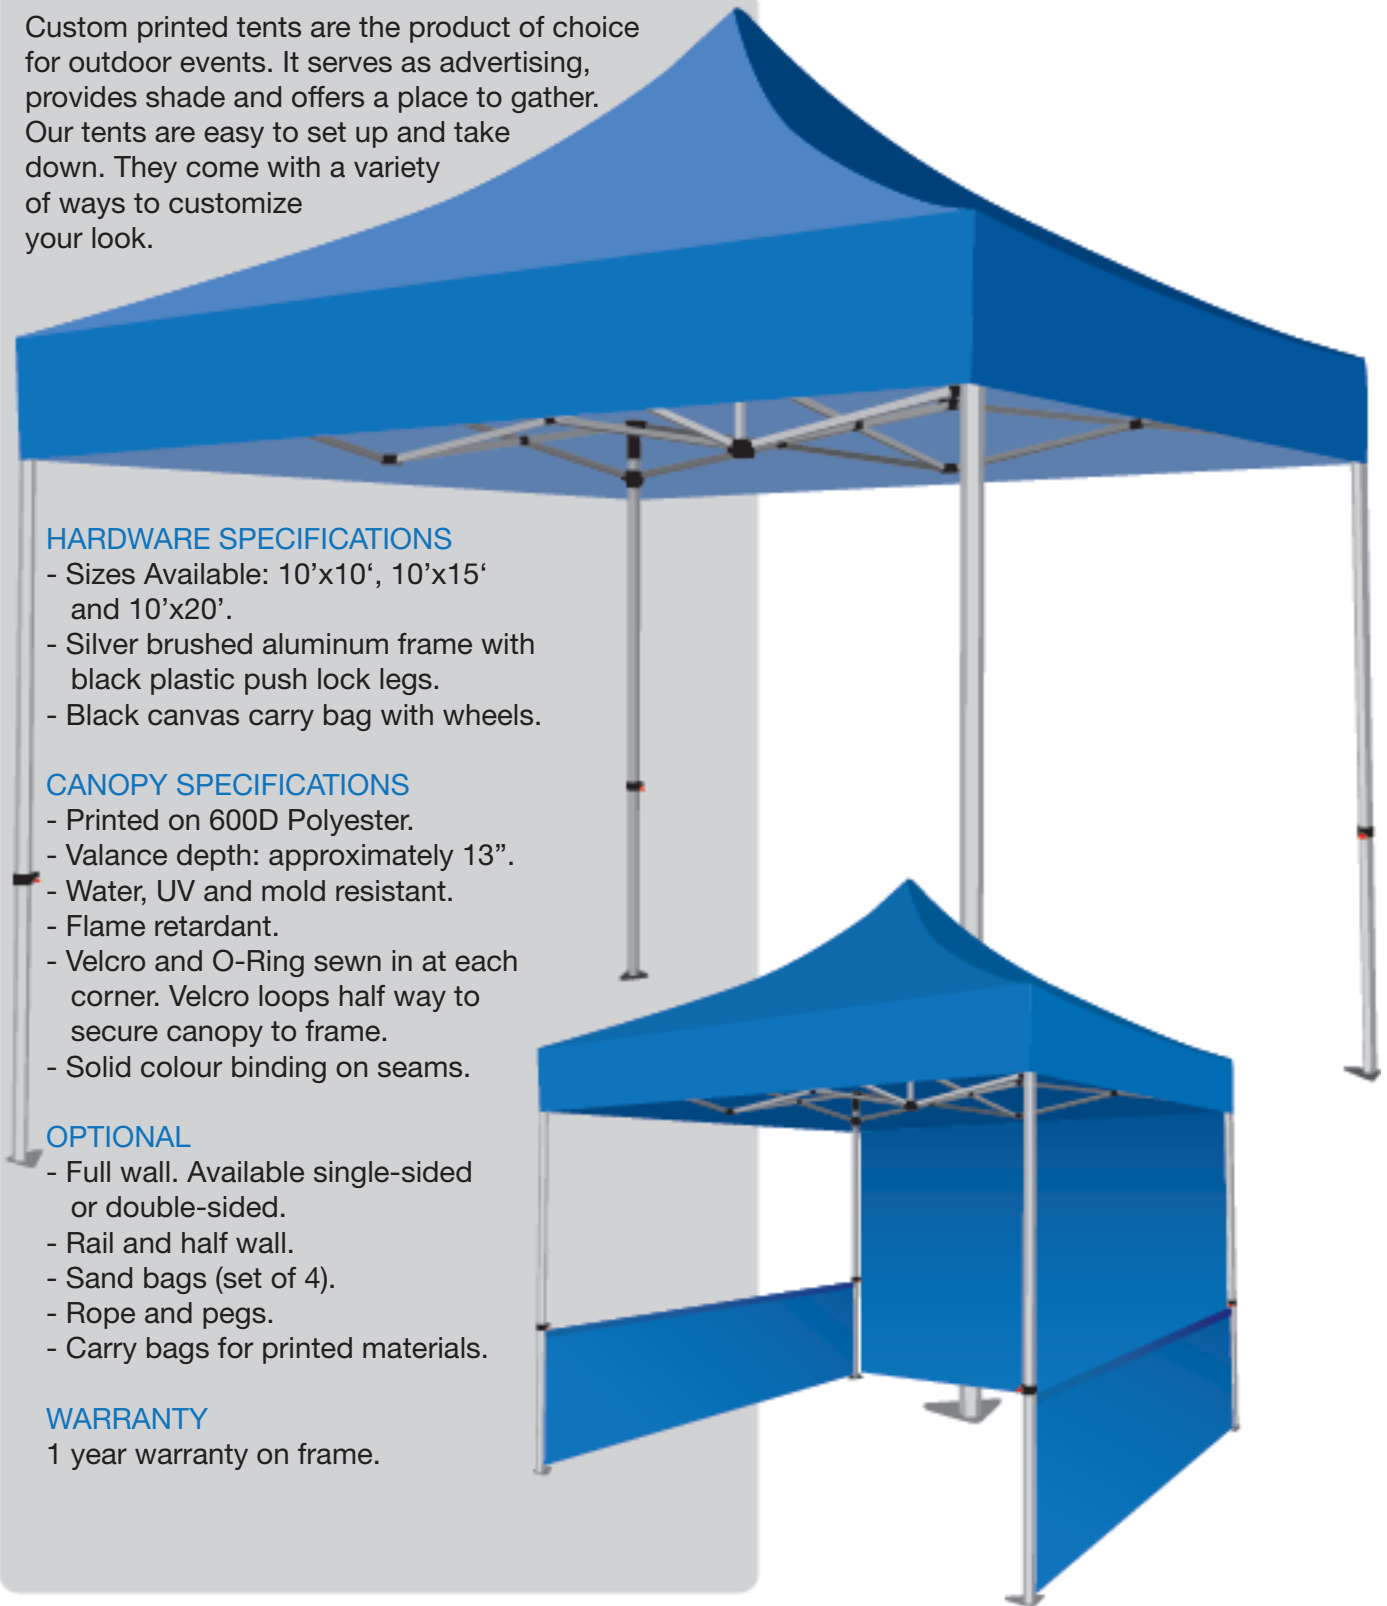 Custom printed tents are the product of choice
for outdoor events. It serves as advertising,
provides shade and offers a place to gather.
Our tents are easy to set up and take
down. They come with a variety
of ways to customize
your look.
HARDWARE SPECIFICATIONS
- Sizes Available: 10’x10‘, 10’x15‘
and 10’x20’.
- Silver brushed aluminum frame with
black plastic push lock legs.
- Black canvas carry bag with wheels.
CANOPY SPECIFICATIONS
- Printed on 600D Polyester.
- Valance depth: approximately 13”.
- Water, UV and mold resistant.
- Flame retardant.
- Velcro and O-Ring sewn in at each
corner. Velcro loops half way to
secure canopy to frame.
- Solid colour binding on seams.
OPTIONAL
- Full wall. Available single-sided
or double-sided.
- Rail and half wall.
- Sand bags (set of 4).
- Rope and pegs.
- Carry bags for printed materials.
WARRANTY
1 year warranty on frame.